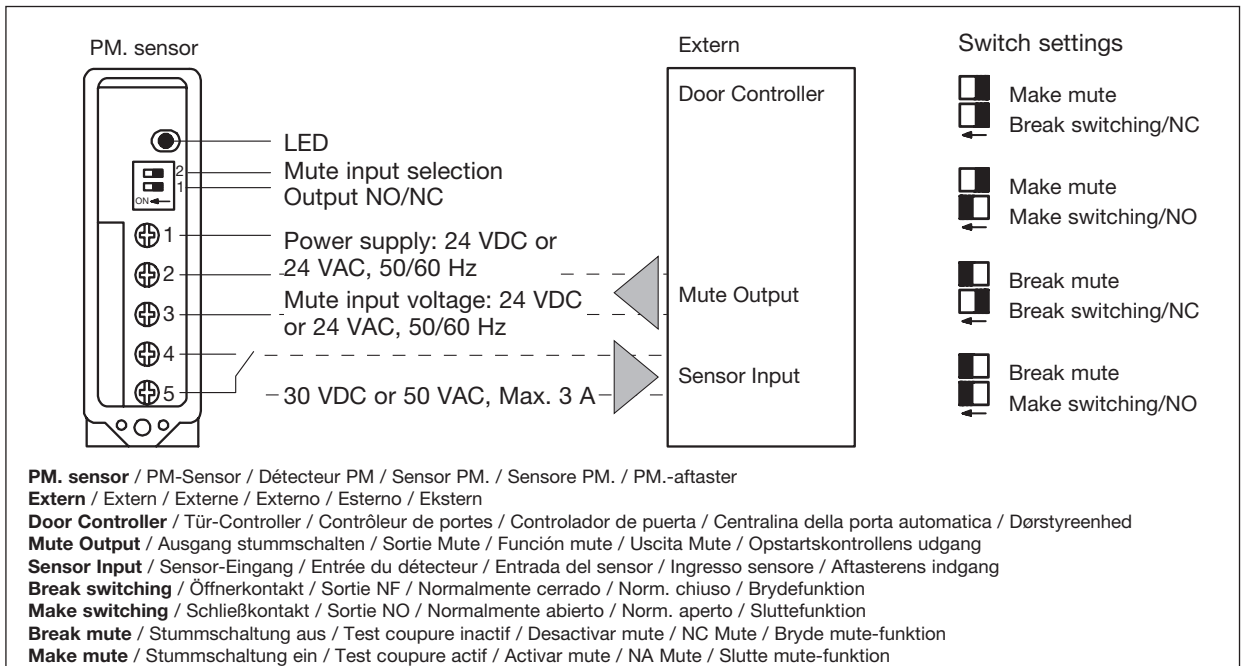 PM. sensor
Extern
Switch settings
Door Controller
Make mute
Break switching/NC
LED
Mute input selection
2
Output NO/NC
1
ON
Make mute
Make switching/NO
1
Power supply: 24 VDC or
24 VAC, 50/60 Hz
2
Mute input voltage: 24 VDC
or 24 VAC, 50/60 Hz
3
Mute Output
Break mute
Break switching/NC
4
5
30 VDC or 50 VAC, Max. 3 A
Sensor Input
Break mute
Make switching/NO
PM. sensor / PM-Sensor / Détecteur PM / Sensor PM. / Sensore PM. / PM.-aftaster
Extern / Extern / Externe / Externo / Esterno / Ekstern
Door Controller / Tür-Controller / Contrôleur de portes / Controlador de puerta / Centralina della porta automatica / Dørstyreenhed
Mute Output / Ausgang stummschalten / Sortie Mute / Función mute / Uscita Mute / Opstartskontrollens udgang
Sensor Input / Sensor-Eingang / Entrée du détecteur / Entrada del sensor / Ingresso sensore / Aftasterens indgang
Break switching / Öffnerkontakt / Sortie NF / Normalmente cerrado / Norm. chiuso / Brydefunktion
Make switching / Schließkontakt / Sortie NO / Normalmente abierto / Norm. aperto / Sluttefunktion
Break mute / Stummschaltung aus / Test coupure inactif / Desactivar mute / NC Mute / Bryde mute-funktion
Make mute / Stummschaltung ein / Test coupure actif / Activar mute / NA Mute / Slutte mute-funktion